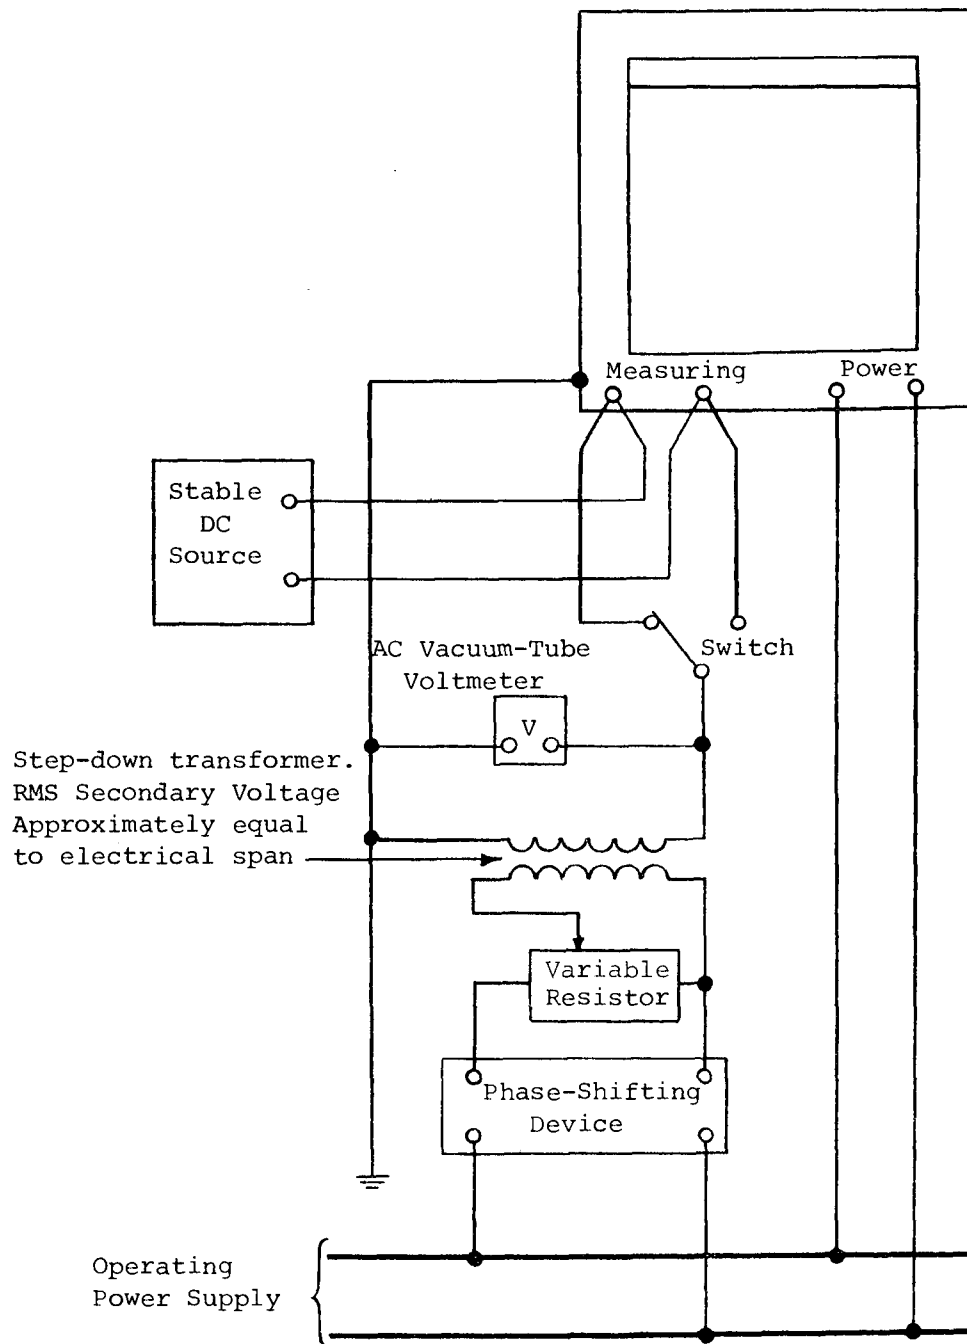 Measuring
Power
Stable
DC
Source
AC Vacuum-Tube
Voltmeter
Switch
V
Step-down transformer.
RMS Secondary Voltage
Approximately equal
to electrical span
Variable
Resistor
Phase-Shifting
Device
Operating
Power Supply